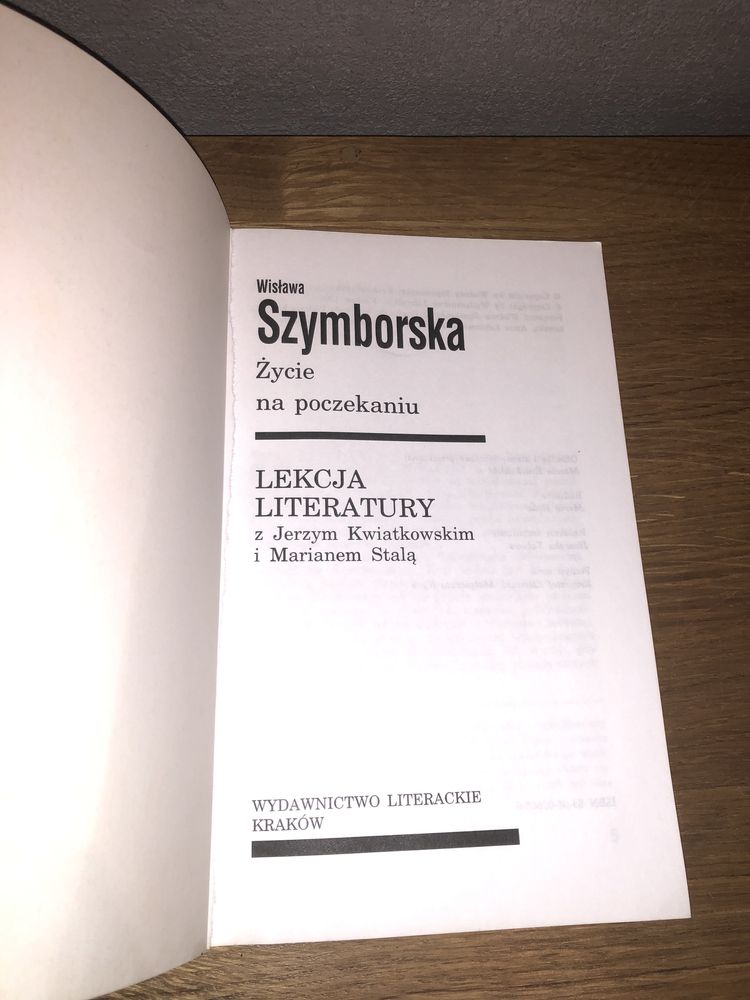 Wisława
Szymborska
Życie
na poczekaniu
LEKCJA
LITERATURY
z Jerzym Kwiatkowskim
i Marianem Stalą
WYDAWNICTWO LITERACKIE
KRAKÓW